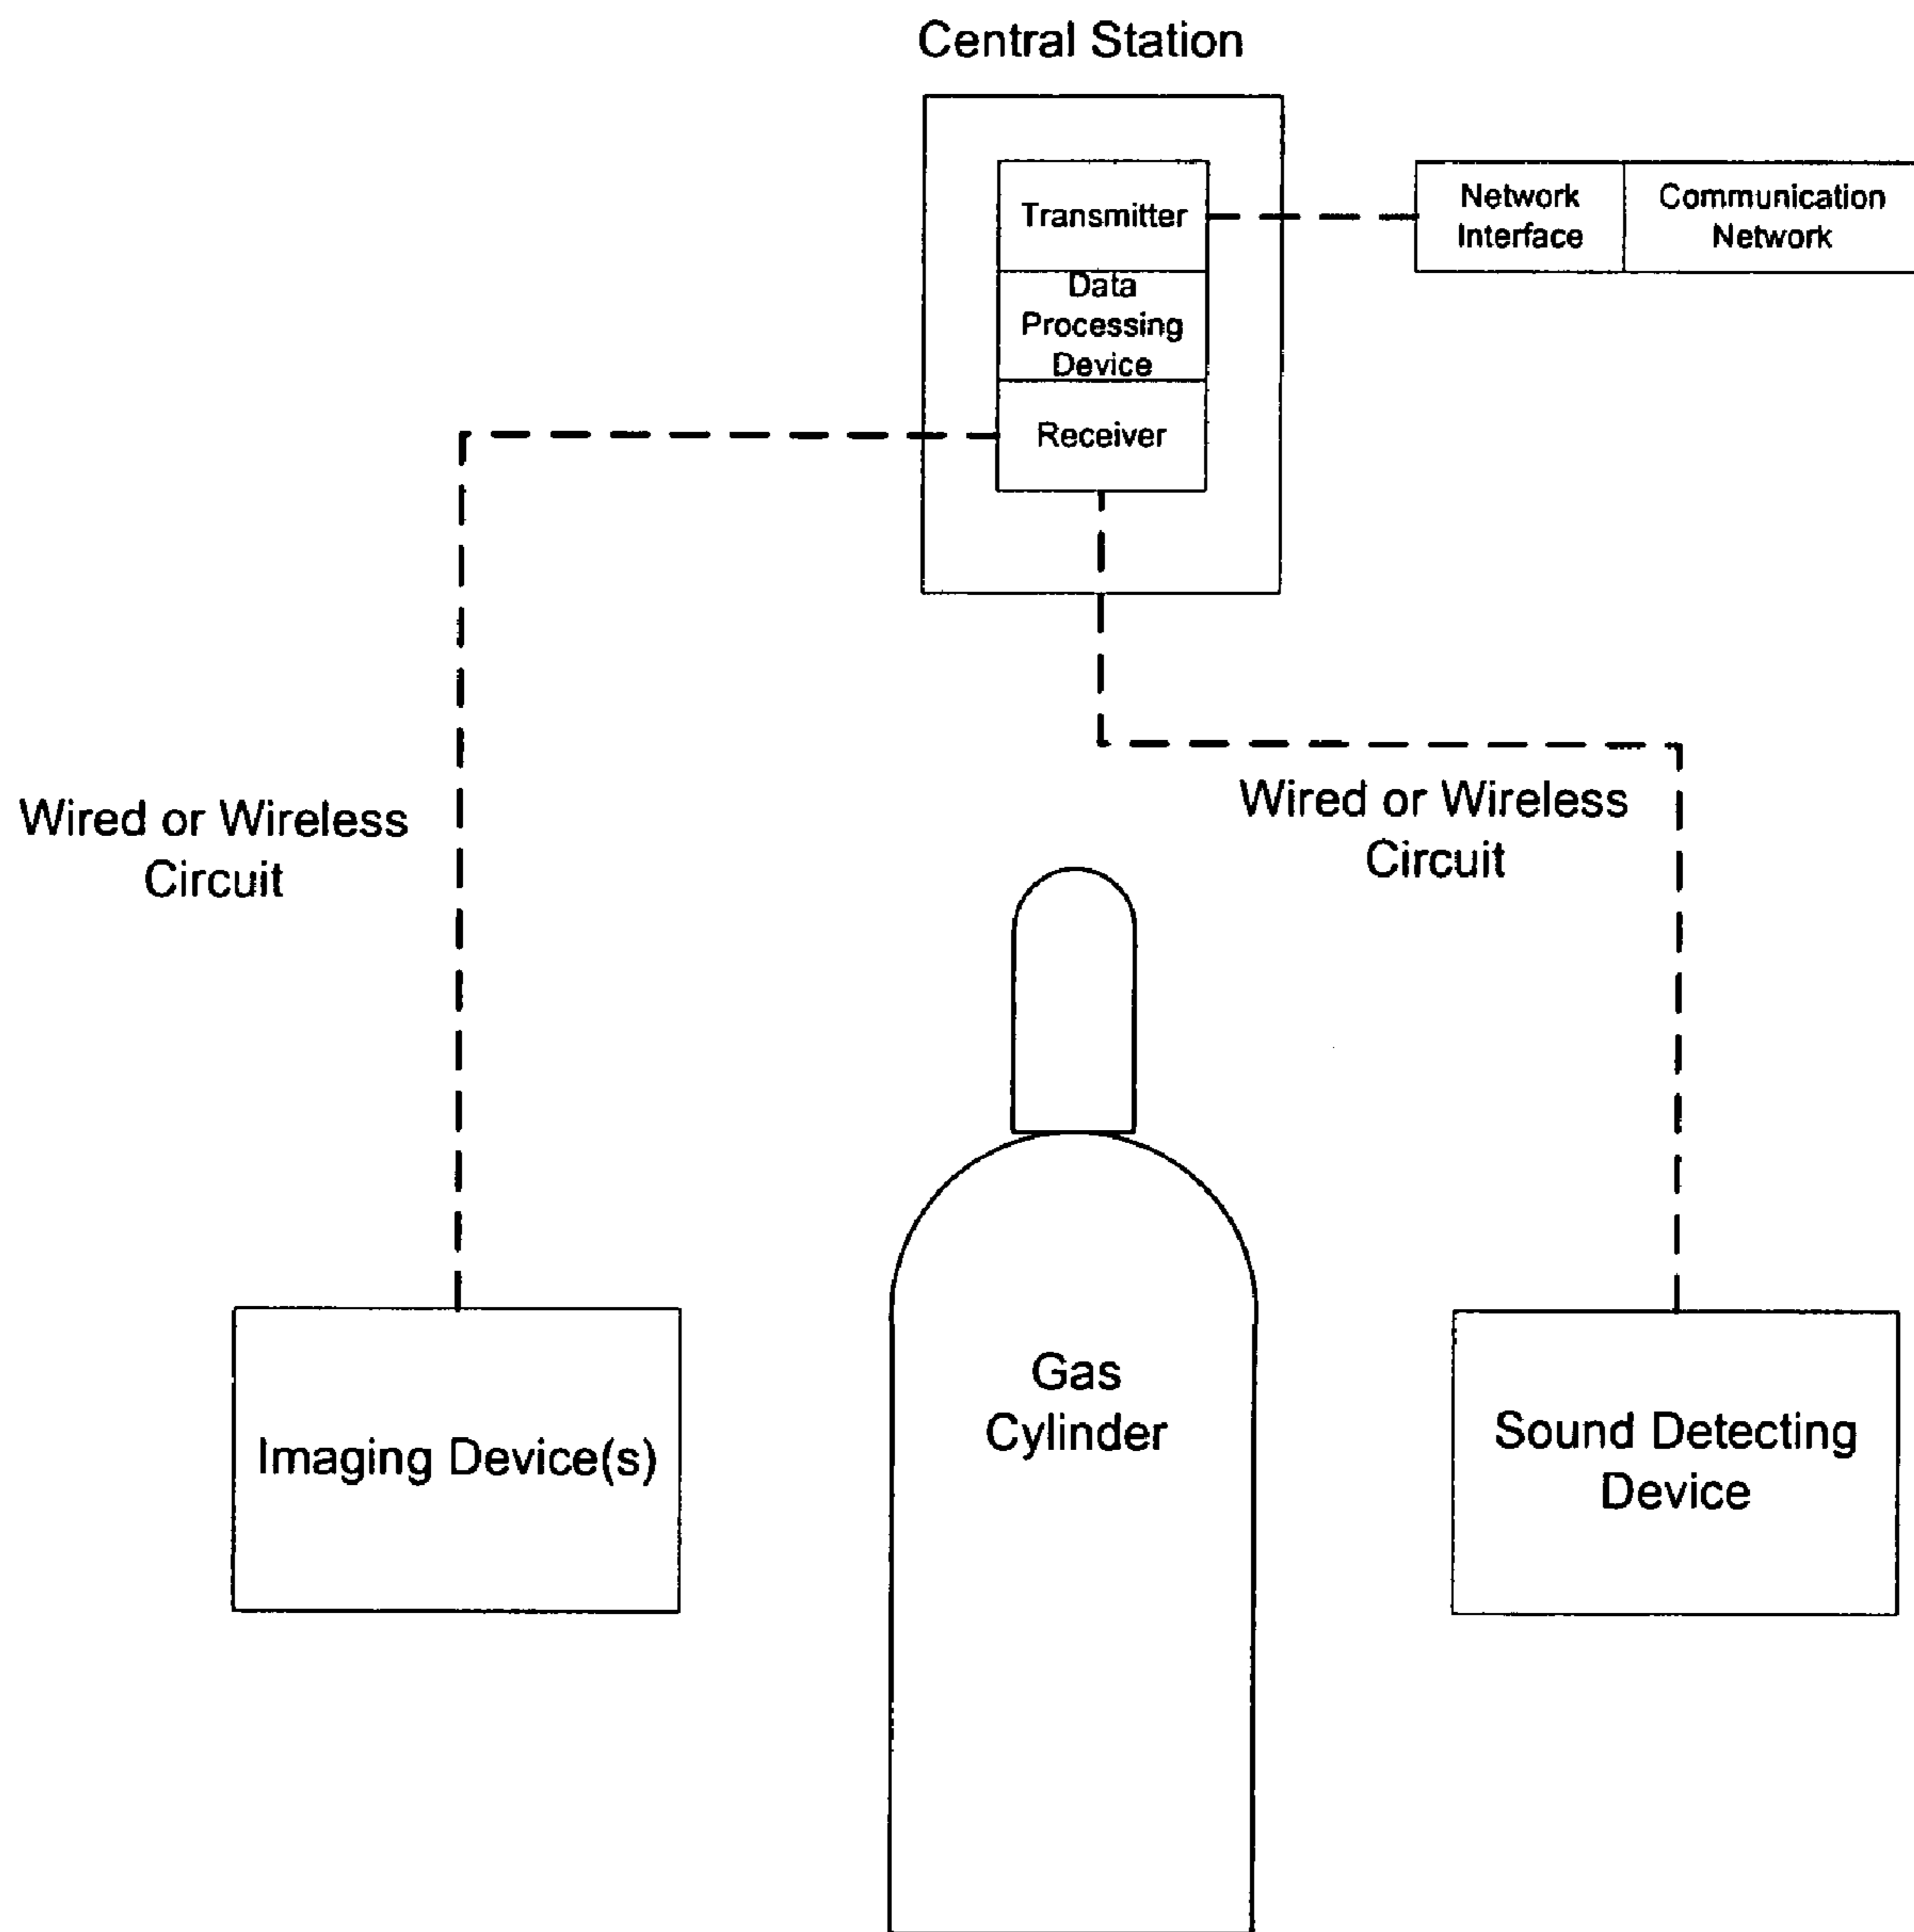 Central Station
Transmitter
Network
Interface
Communication
Network
Data
Processing
Device
Receiver
Wired or Wireless
Circuit
Wired or Wireless
Circuit
Gas
Cylinder
Imaging Device(s)
Sound Detecting
Device